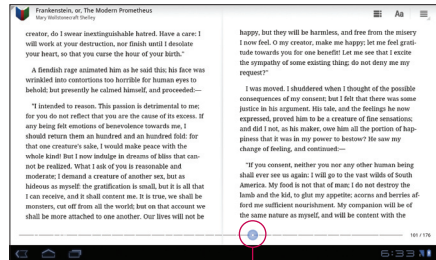 Frankenstein, or, The Modern Prometheus
Mary Wollstonecraft Shelley
Aa
creator, do I swear inextinguishable hatred. Have a care: I
will work at your destruction, nor finish until I desolate
your heart, so that you curse the hour of your birth."
A fiendish rage animated him as he said this; his face was
wrinkled into contortions too horrible for human eyes to
behold; but presently he calmed himself, and proceeded:—
"I intended to reason. This passion is detrimental to me;
for you do not reflect that you are the cause of its excess. If
any being felt emotions of benevolence towards me, I
should return them an hundred and an hundred fold; for
that one creature's sake, I would make peace with the
whole kind! But I now indulge in dreams of bliss that can-
not be realized. What I ask of you is reasonable and
moderate; I demand a creature of another sex, but as
hideous as myself: the gratification is small, but it is all that
I can receive, and it shall content me. It is true, we shall be
monsters, cut off from all the world; but on that account we
shall be more attached to one another. Our lives will not be
happy, but they will be harmless, and free from the misery
I now feel. O my creator, make me happy; let me feel grati-
tude towards you for one benefit! Let me see that I excite
the sympathy of some existing thing; do not deny me my
request?"
I was moved. I shuddered when I thought of the possible
consequences of my consent; but I felt that there was some
justice in his argument. His tale, and the feelings he now
expressed, proved him to be a creature of fine sensations;
and did I not, as his maker, owe him all the portion of hap-
piness that it was in my power to bestow? He saw my
change of feeling, and continued:—
"If you consent, neither you nor any other human being
shall ever see us again: I will go to the vast wilds of South
America. My food is not that of man; I do not destroy the
lamb and the kid, to glut my appetite; acorns and berries af-
ford me sufficient nourishment. My companion will be of
the same nature as myself, and will be content with the
101 / 176
6:33